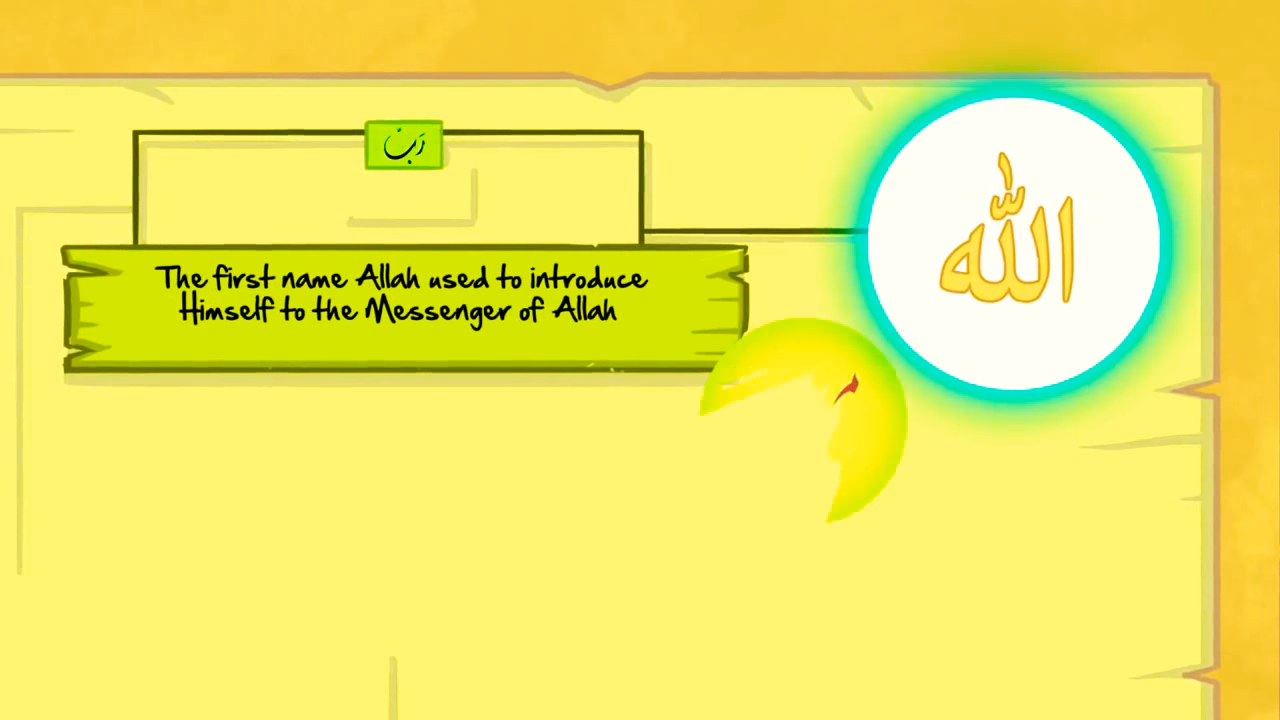 رَبّ
الله
The first name Allah used to introduce
Himself to the Messenger of Allah